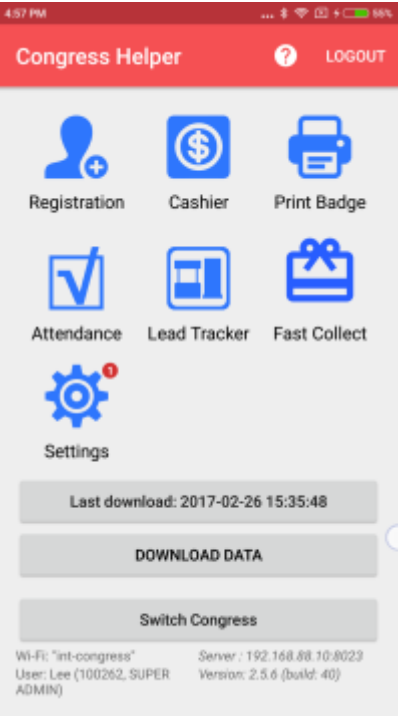 4:57 PM ... 55%
Congress Helper ? LOGOUT
Registration Cashier Print Badge
Attendance Lead Tracker Fast Collect
1
Settings
Last download: 2017-02-26 15:35:48
DOWNLOAD DATA
Switch Congress
Wi-Fi: "int-congress" Server : 192.168.88.10:8023
User: Lee (100262, SUPER Version: 2.5.6 (build: 40)
ADMIN)